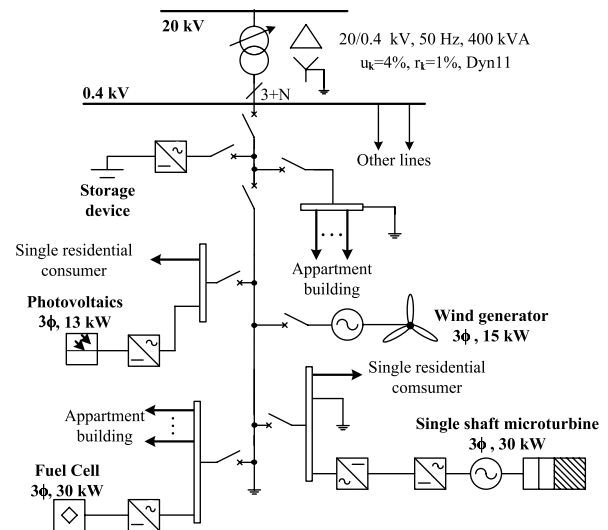 20 kV
20/0.4 kV, 50 Hz, 400 kVA
uk=4%, rk=1%, Dyn11
3+N
0.4 kV
Other lines
Storage
device
Appartment
building
Single residential
consumer
Photovoltaics
3ϕ, 13 kW
Wind generator
3ϕ, 15 kW
Single residential
comsumer
Appartment
building
Single shaft microturbine
3ϕ, 30 kW
Fuel Cell
3ϕ, 30 kW